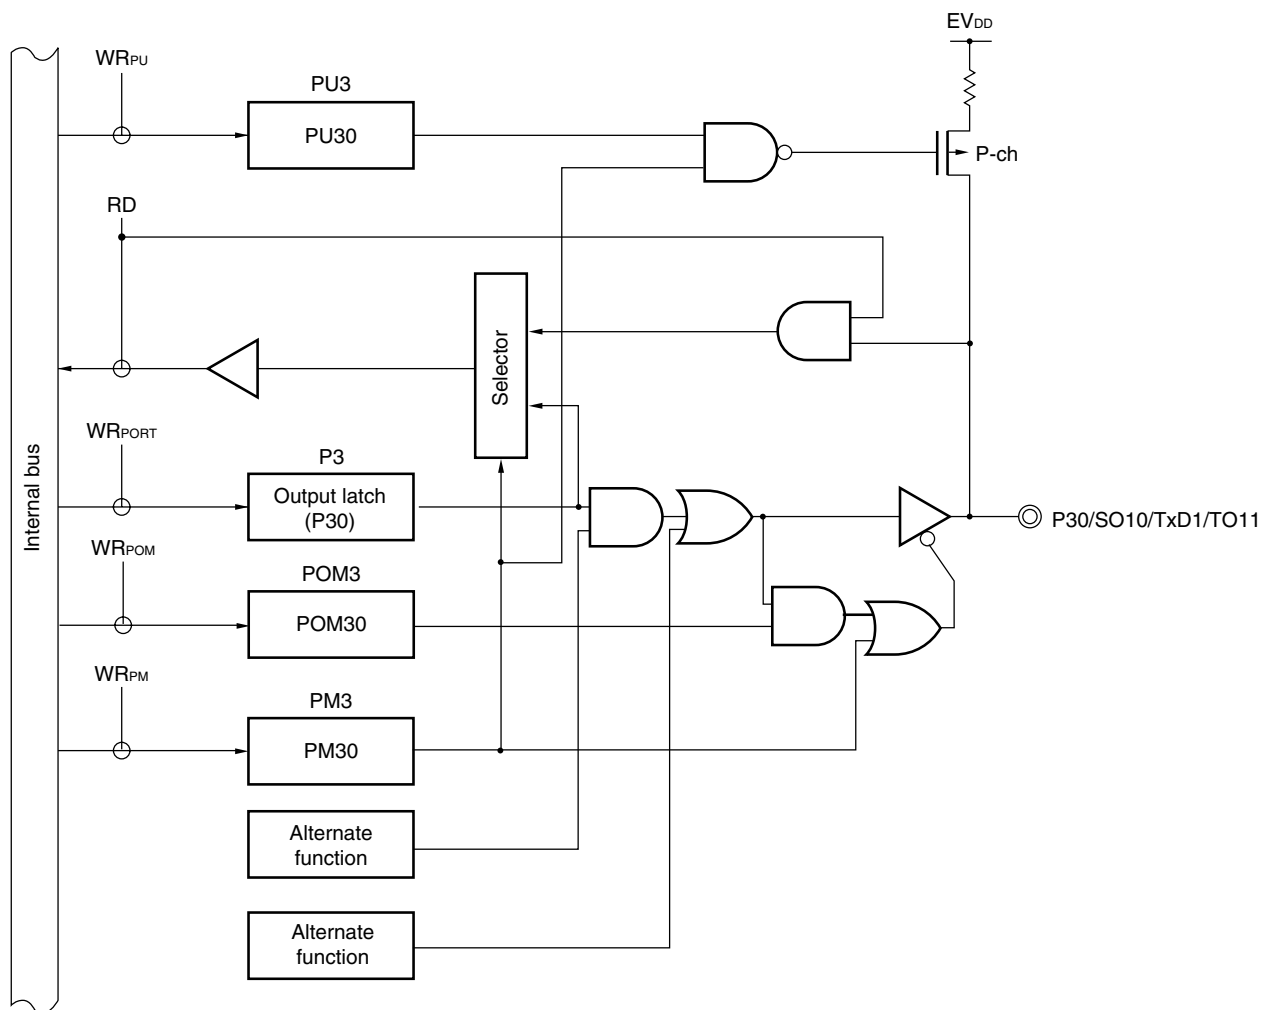 EVDD
WRPU
PU3
PU30
P-ch
RD
Selector
WRPORT
P3
Output latch
(P30)
Internal bus
P30/SO10/TxD1/TO11
WRPOM
POM3
POM30
WRPM
PM3
PM30
Alternate
function
Alternate
function